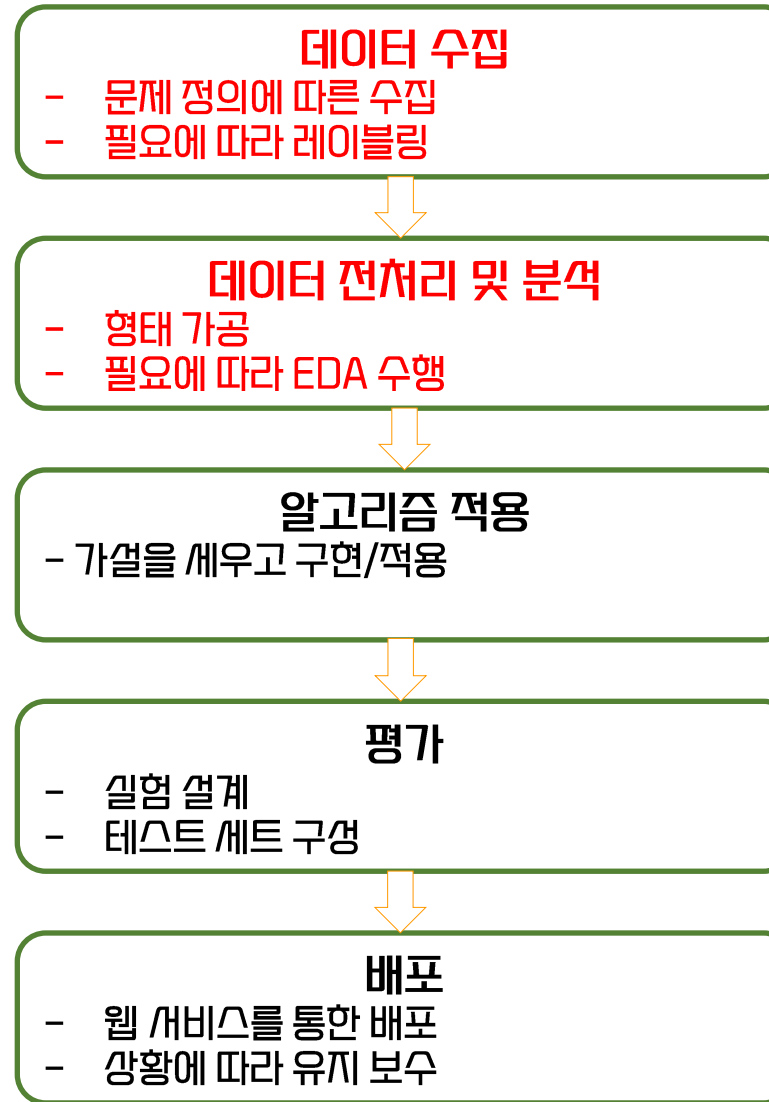 데이터 수집
- 문제 정의에 따른 수집
- 필요에 따라 레이블링
데이터 전처리 및 분석
- 형태 가공
- 필요에 따라 EDA 수행
알고리즘 적용
- 가설을 세우고 구현/적용
평가
- 실험 설계
- 테스트 세트 구성
배포
- 웹 서비스를 통한 배포
- 상황에 따라 유지 보수